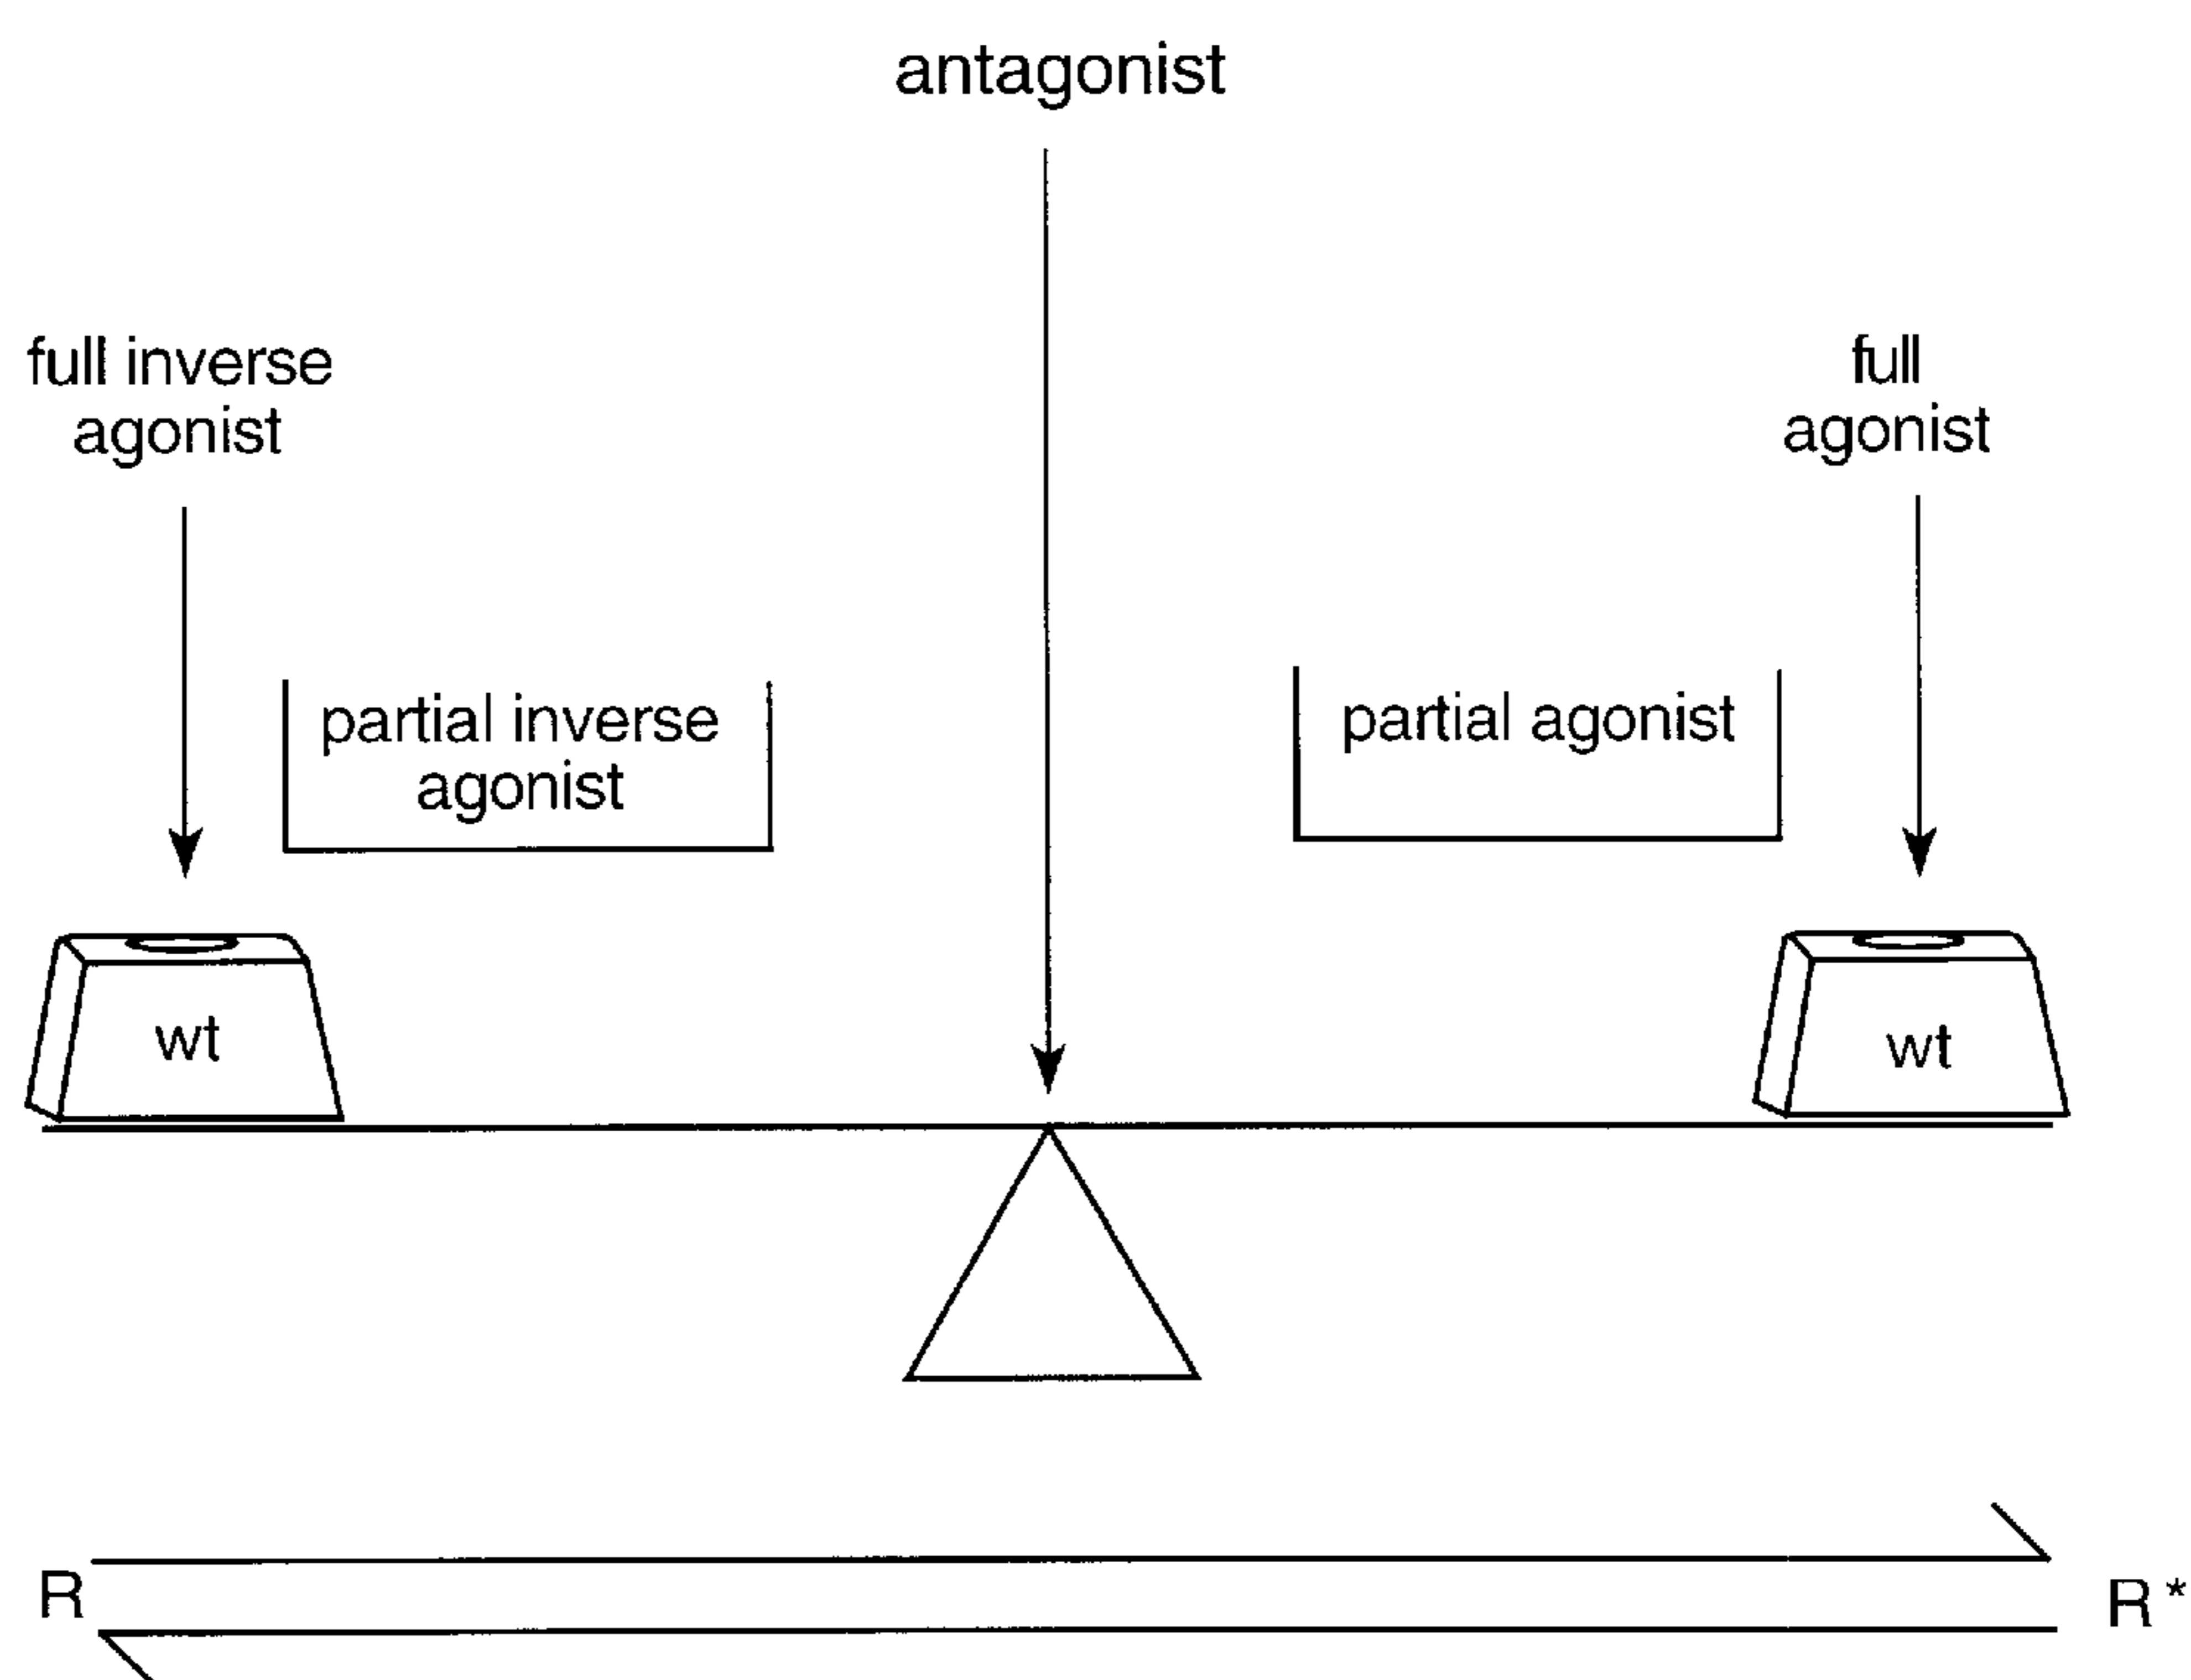 antagonist
full inverse
agonist
full
agonist
partial inverse
agonist
partial agonist
wt
wt
R
R*